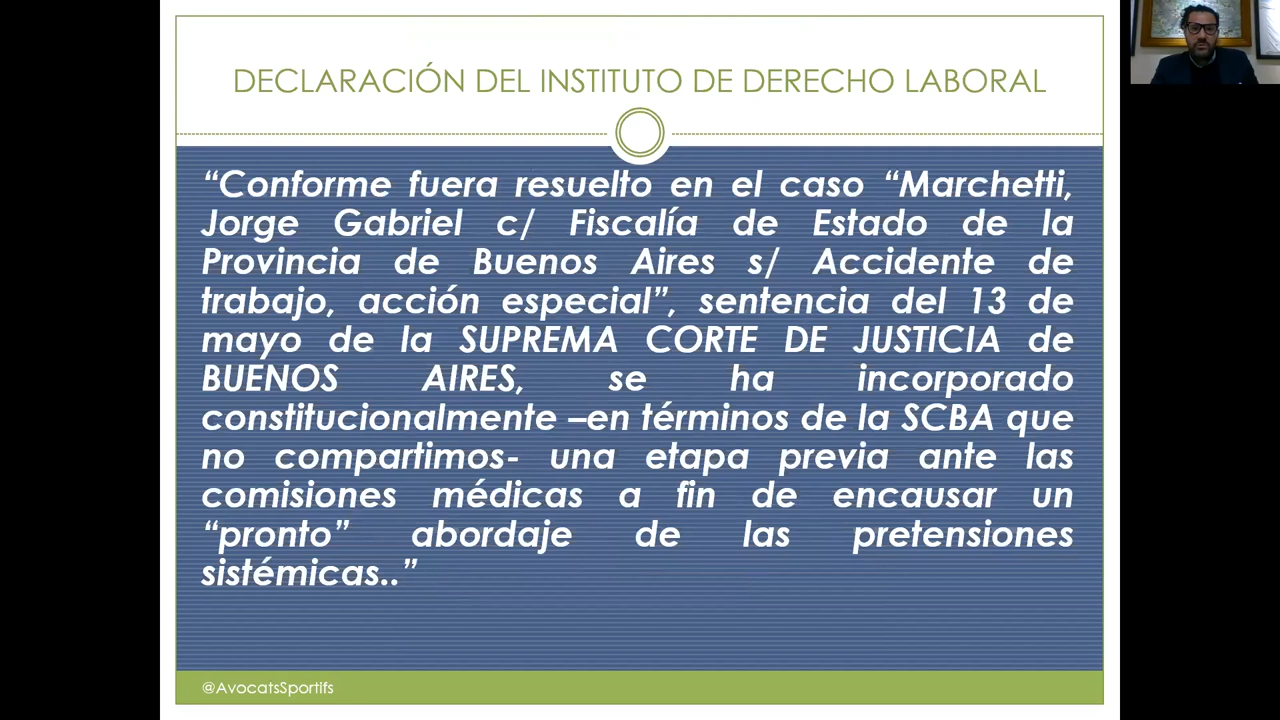 DECLARACIÓN DEL INSTITUTO DE DERECHO LABORAL
“Conforme fuera resuelto en el caso “Marchetti,
Jorge Gabriel c/ Fiscalía de Estado de la
Provincia de Buenos Aires s/ Accidente de
trabajo, acción especial”, sentencia del 13 de
mayo de la SUPREMA CORTE DE JUSTICIA de
BUENOS AIRES, se ha incorporado
constitucionalmente –en términos de la SCBA que
no compartimos- una etapa previa ante las
comisiones médicas a fin de encausar un
“pronto” abordaje de las pretensiones
sistémicas..”
@AvocatsSportifs